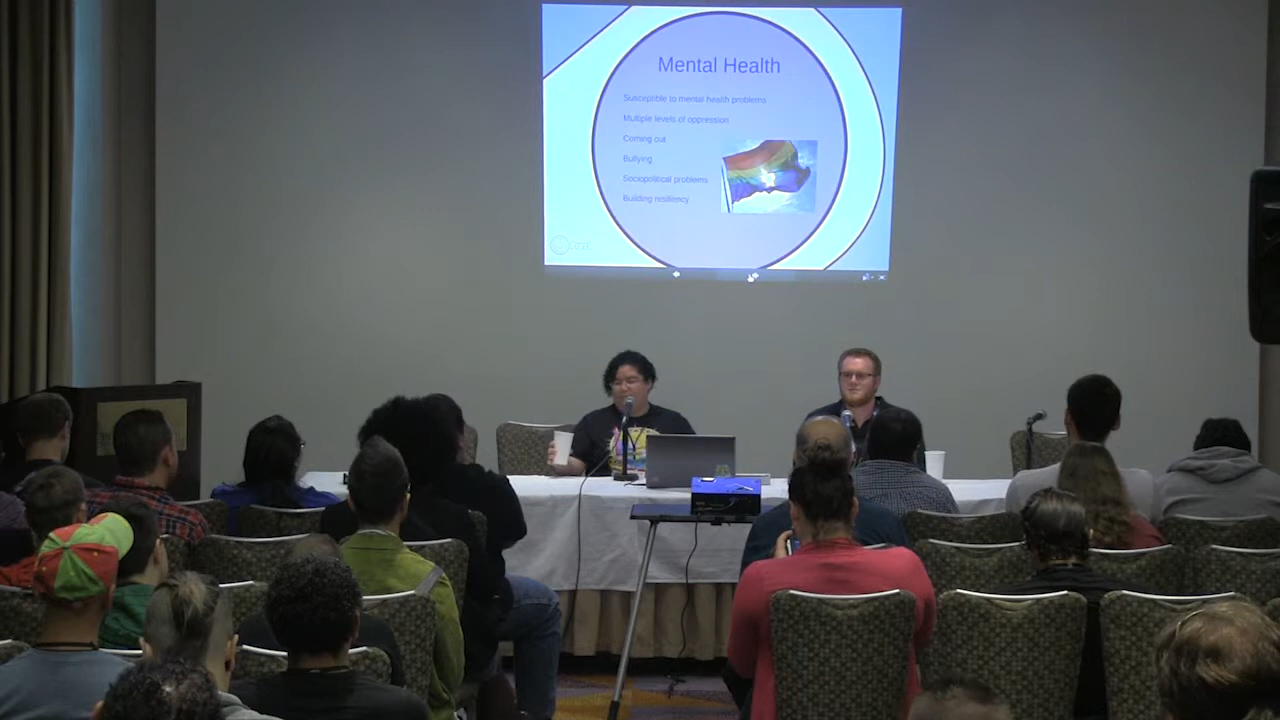 Mental Health
Susceptible to mental health problems
Multiple levels of oppression
Coming out
Bullying
Sociopolitical problems
Building resiliency